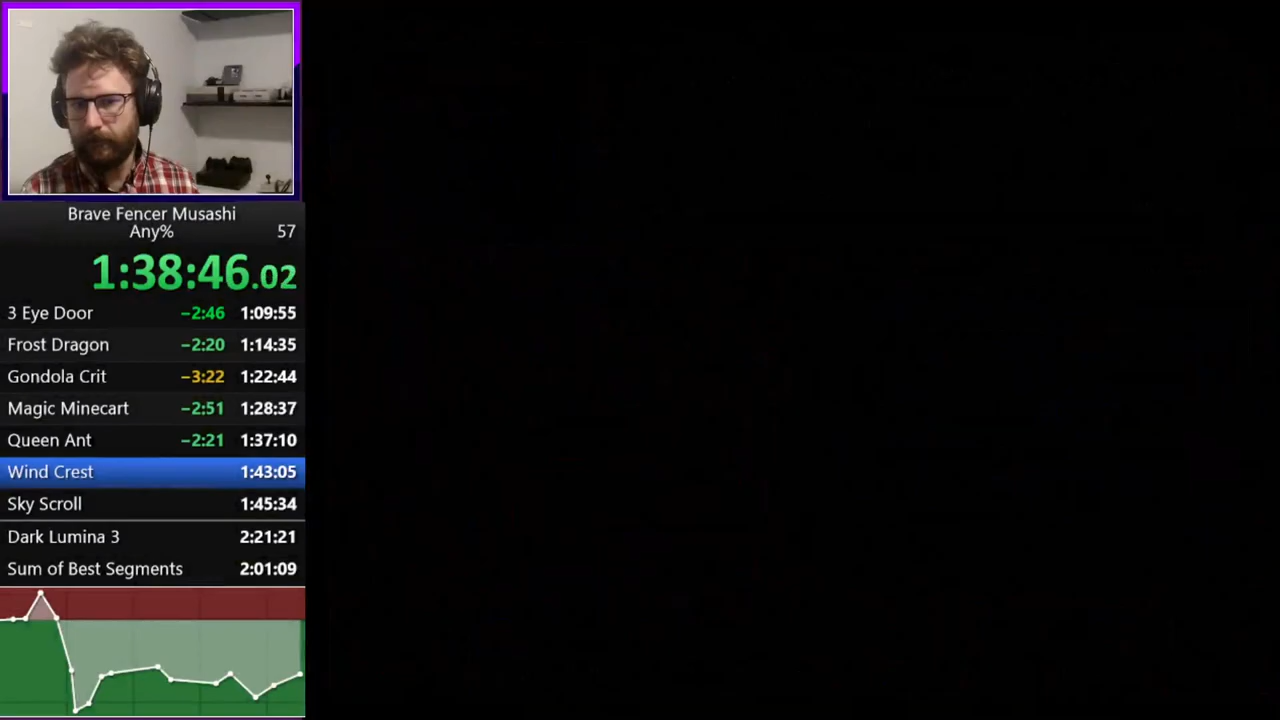 Brave Fencer Musashi
Any% 57
1:38:46.02
3 Eye Door −2:46 1:09:55
Frost Dragon −2:20 1:14:35
Gondola Crit −3:22 1:22:44
Magic Minecart −2:51 1:28:37
Queen Ant −2:21 1:37:10
Wind Crest 1:43:05
Sky Scroll 1:45:34
Dark Lumina 3 2:21:21
Sum of Best Segments 2:01:09